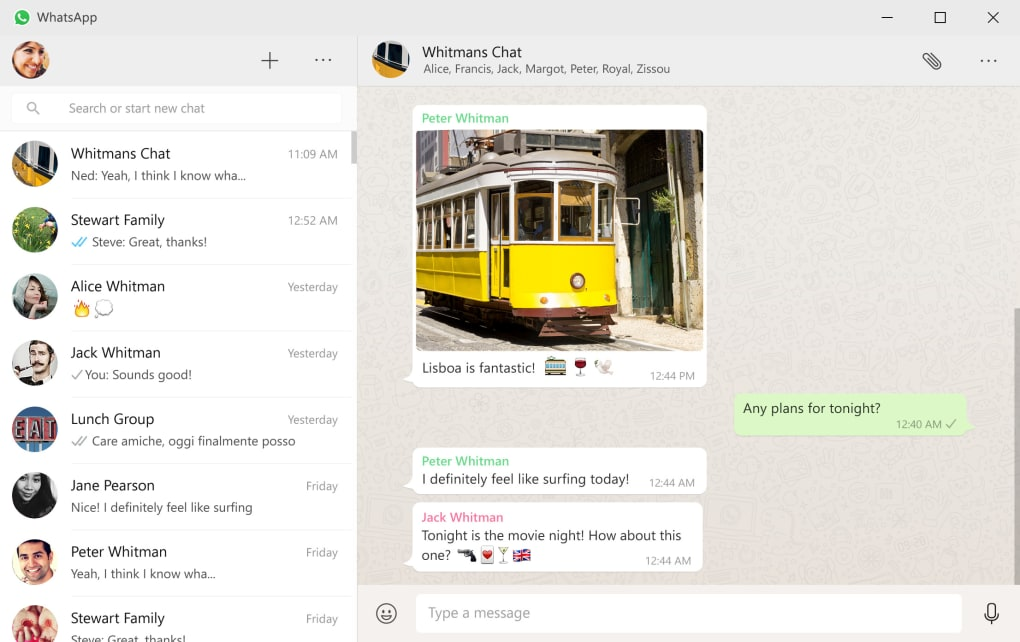 WhatsApp
Search or start new chat
Whitmans Chat
11:09 AM
Ned: Yeah, I think I know wha...
Stewart Family
12:52 AM
Steve: Great, thanks!
Alice Whitman
Yesterday
🔥💭
Jack Whitman
Yesterday
You: Sounds good!
Lunch Group
Yesterday
Care amiche, oggi finalmente posso
EAT
Jane Pearson
Friday
Nice! I definitely feel like surfing
Peter Whitman
Friday
Yeah, I think I know wha...
Stewart Family
Friday
Steve: Great, thanks!
Whitmans Chat
Alice, Francis, Jack, Margot, Peter, Royal, Zissou
Peter Whitman
Lisboa is fantastic! 🚋🍷🕊
12:44 PM
Any plans for tonight?
12:40 AM
Peter Whitman
I definitely feel like surfing today!
12:44 AM
Jack Whitman
Tonight is the movie night! How about this
one? 🔫💌🍸🇬🇧
12:44 AM
Type a message